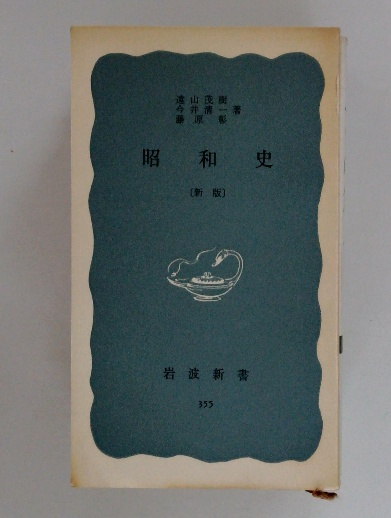 遠山茂樹
今井清一著
藤原彰
昭和史
〔新版〕
岩波新書
355